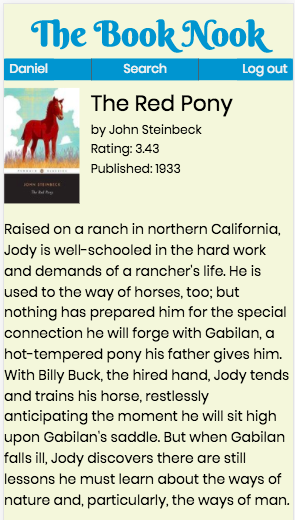 The Book Nook
Daniel Search Log out
The Red Pony
by John Steinbeck
Rating: 3.43
Published: 1933
PENGUIN CLASSICS
JOHN STEINBECK
The Red Pony
Raised on a ranch in northern California,
Jody is well-schooled in the hard work
and demands of a rancher's life. He is
used to the way of horses, too; but
nothing has prepared him for the special
connection he will forge with Gabilan, a
hot-tempered pony his father gives him.
With Billy Buck, the hired hand, Jody tends
and trains his horse, restlessly
anticipating the moment he will sit high
upon Gabilan's saddle. But when Gabilan
falls ill, Jody discovers there are still
lessons he must learn about the ways of
nature and, particularly, the ways of man.